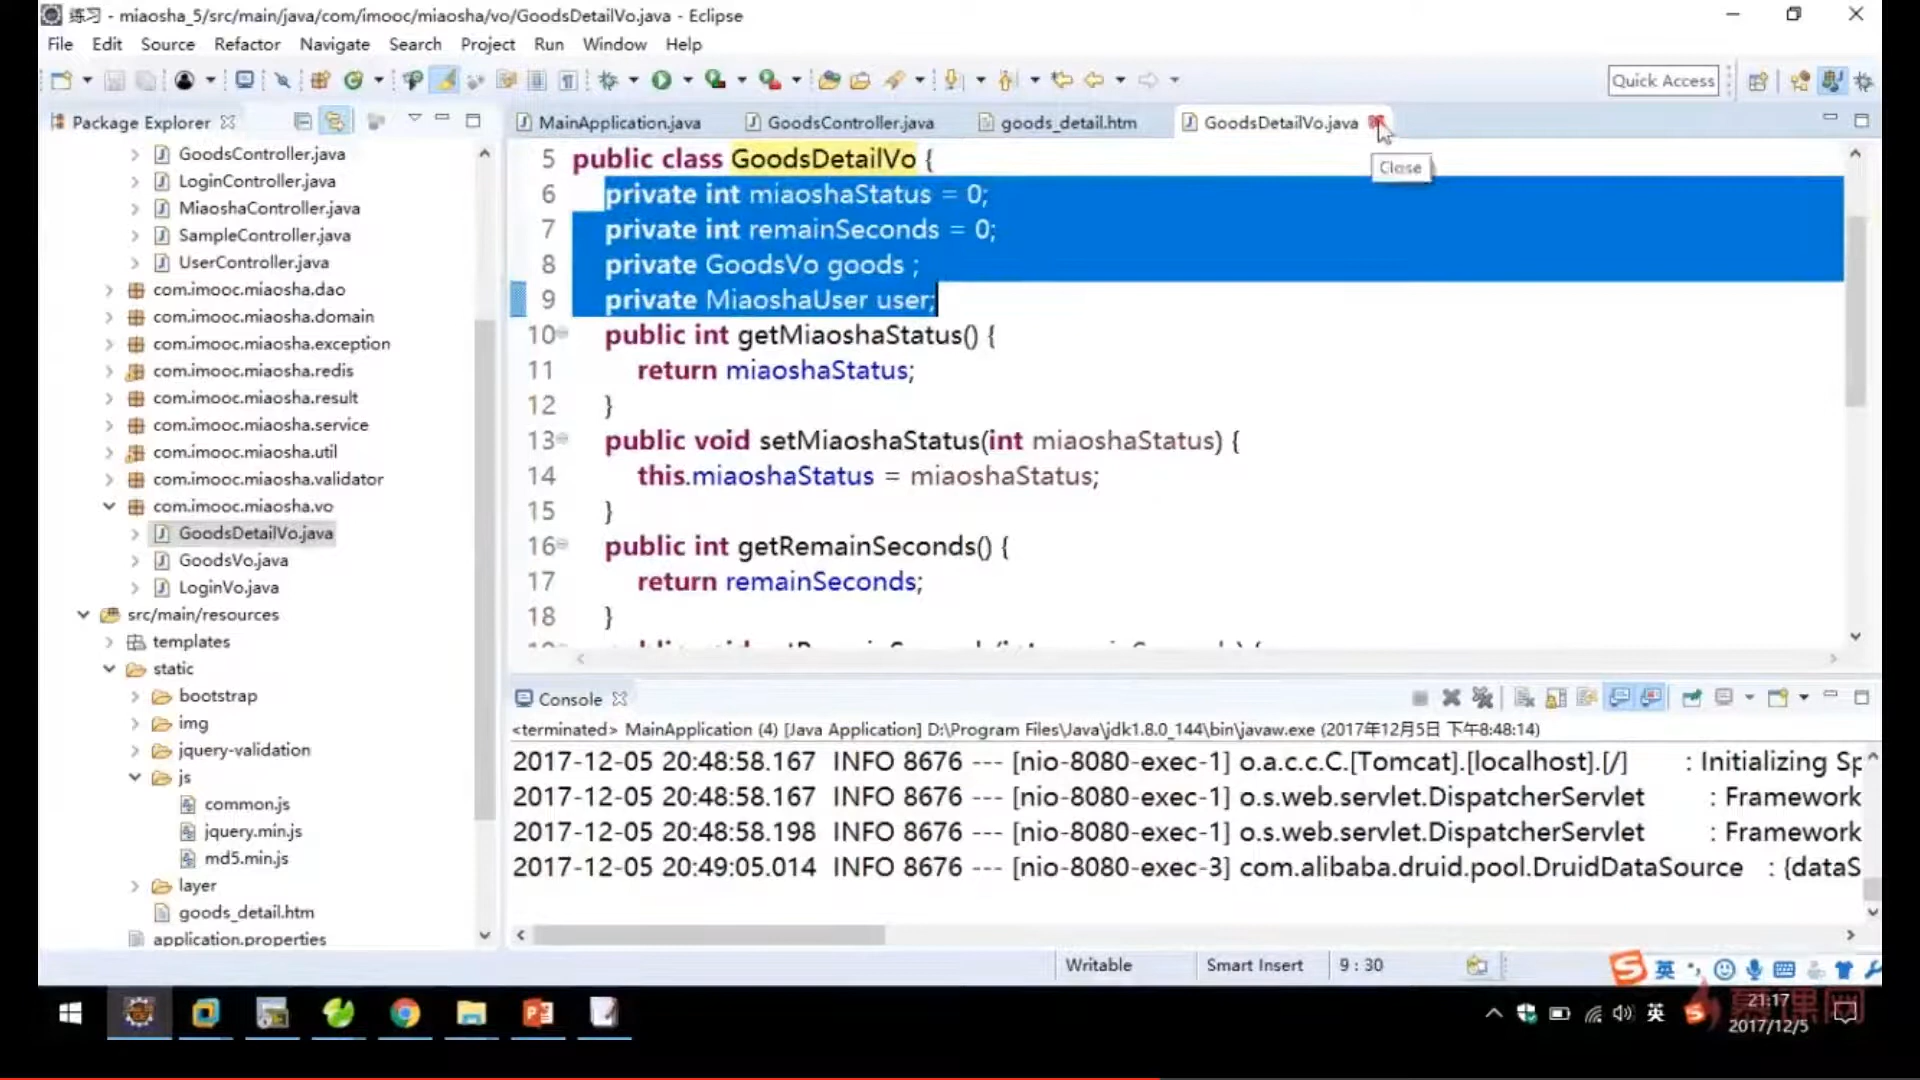 练习 - miaosha_5/src/main/java/com/imooc/miaosha/vo/GoodsDetailVo.java - Eclipse
File Edit Source Refactor Navigate Search Project Run Window Help
Quick Access
Package Explorer
GoodsController.java
LoginController.java
MiaoshaController.java
SampleController.java
UserController.java
com.imooc.miaosha.dao
com.imooc.miaosha.domain
com.imooc.miaosha.exception
com.imooc.miaosha.redis
com.imooc.miaosha.result
com.imooc.miaosha.service
com.imooc.miaosha.util
com.imooc.miaosha.validator
com.imooc.miaosha.vo
GoodsDetailVo.java
GoodsVo.java
LoginVo.java
src/main/resources
templates
static
bootstrap
img
jquery-validation
js
common.js
jquery.min.js
md5.min.js
layer
goods_detail.htm
application.properties
MainApplication.java GoodsController.java goods_detail.htm GoodsDetailVo.java
Close
5 public class GoodsDetailVo {
6 private int miaoshaStatus = 0;
7 private int remainSeconds = 0;
8 private GoodsVo goods ;
9 private MiaoshaUser user;
10 public int getMiaoshaStatus() {
11 return miaoshaStatus;
12 }
13 public void setMiaoshaStatus(int miaoshaStatus) {
14 this.miaoshaStatus = miaoshaStatus;
15 }
16 public int getRemainSeconds() {
17 return remainSeconds;
18 }
Console
<terminated> MainApplication (4) [Java Application] D:\Program Files\Java\jdk1.8.0_144\bin\javaw.exe (2017年12月5日 下午8:48:14)
2017-12-05 20:48:58.167 INFO 8676 --- [nio-8080-exec-1] o.a.c.c.C.[Tomcat].[localhost].[/] : Initializing Sp
2017-12-05 20:48:58.167 INFO 8676 --- [nio-8080-exec-1] o.s.web.servlet.DispatcherServlet : Framework
2017-12-05 20:48:58.198 INFO 8676 --- [nio-8080-exec-1] o.s.web.servlet.DispatcherServlet : Framework
2017-12-05 20:49:05.014 INFO 8676 --- [nio-8080-exec-3] com.alibaba.druid.pool.DruidDataSource : {dataS
Writable Smart Insert 9 : 30
英
英
21:17
2017/12/5
慕课网